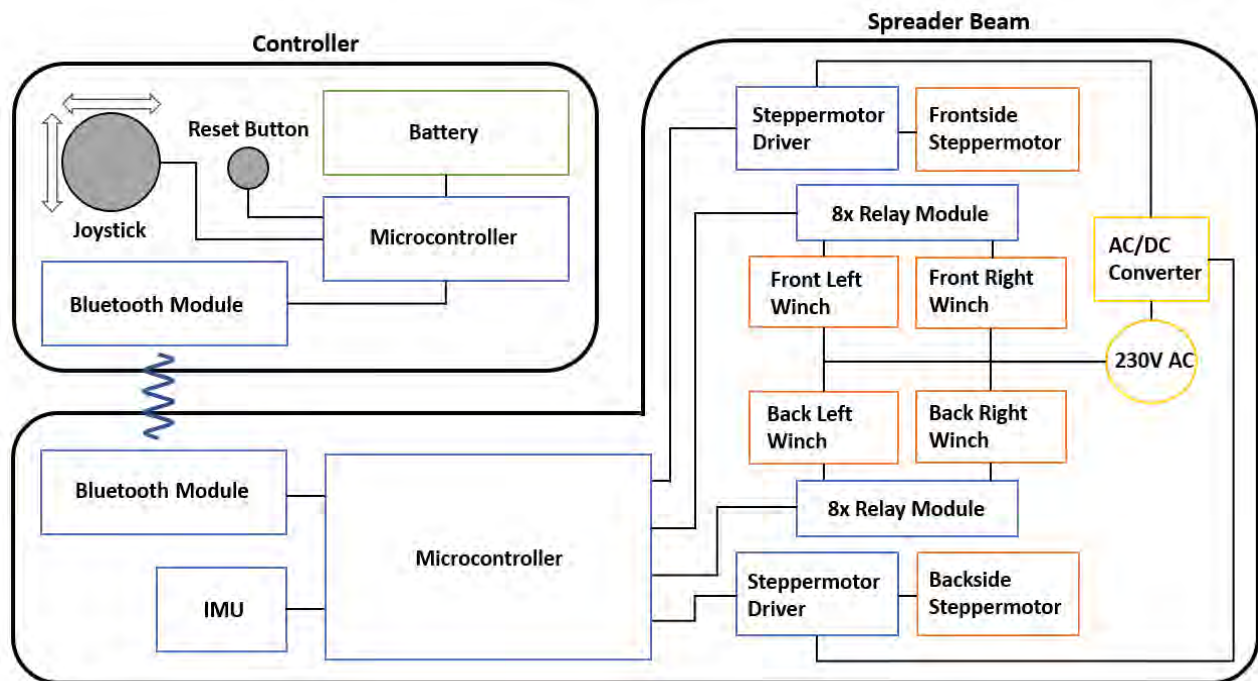 Controller
Spreader Beam
Reset Button
Battery
Joystick
Microcontroller
Bluetooth Module
Steppermotor
Driver
Frontside
Steppermotor
8x Relay Module
Front Left
Winch
Front Right
Winch
AC/DC
Converter
230V AC
Back Left
Winch
Back Right
Winch
8x Relay Module
Bluetooth Module
Microcontroller
IMU
Steppermotor
Driver
Backside
Steppermotor